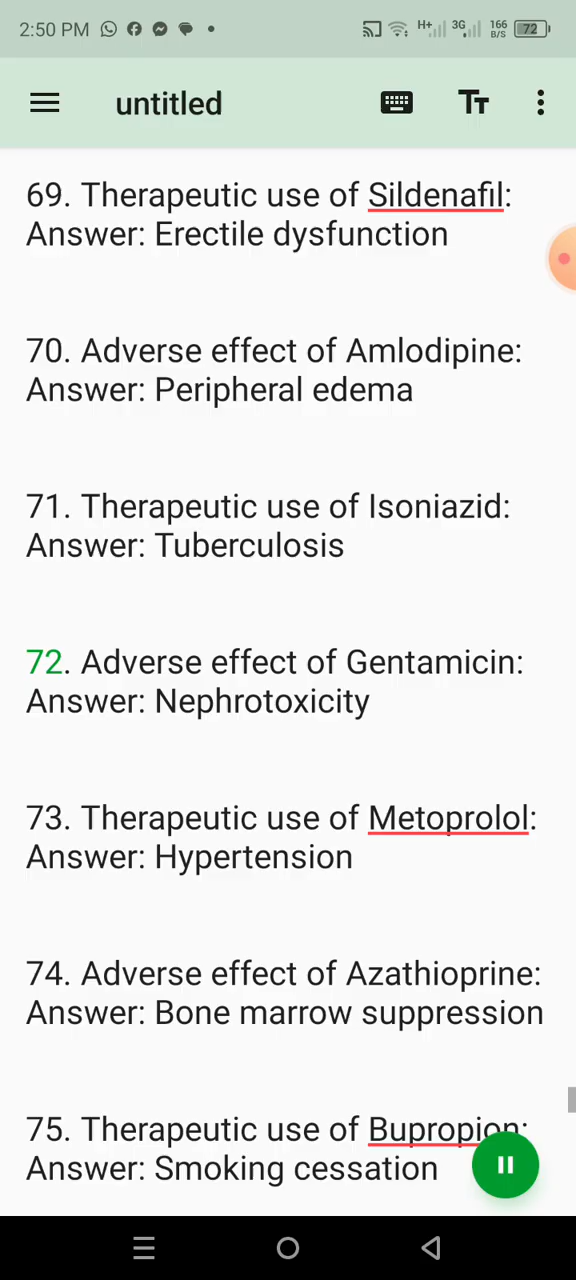 2:50 PM
H+ 3G 166 B/S 72
untitled
69. Therapeutic use of Sildenafil:
Answer: Erectile dysfunction
70. Adverse effect of Amlodipine:
Answer: Peripheral edema
71. Therapeutic use of Isoniazid:
Answer: Tuberculosis
72. Adverse effect of Gentamicin:
Answer: Nephrotoxicity
73. Therapeutic use of Metoprolol:
Answer: Hypertension
74. Adverse effect of Azathioprine:
Answer: Bone marrow suppression
75. Therapeutic use of Bupropion:
Answer: Smoking cessation